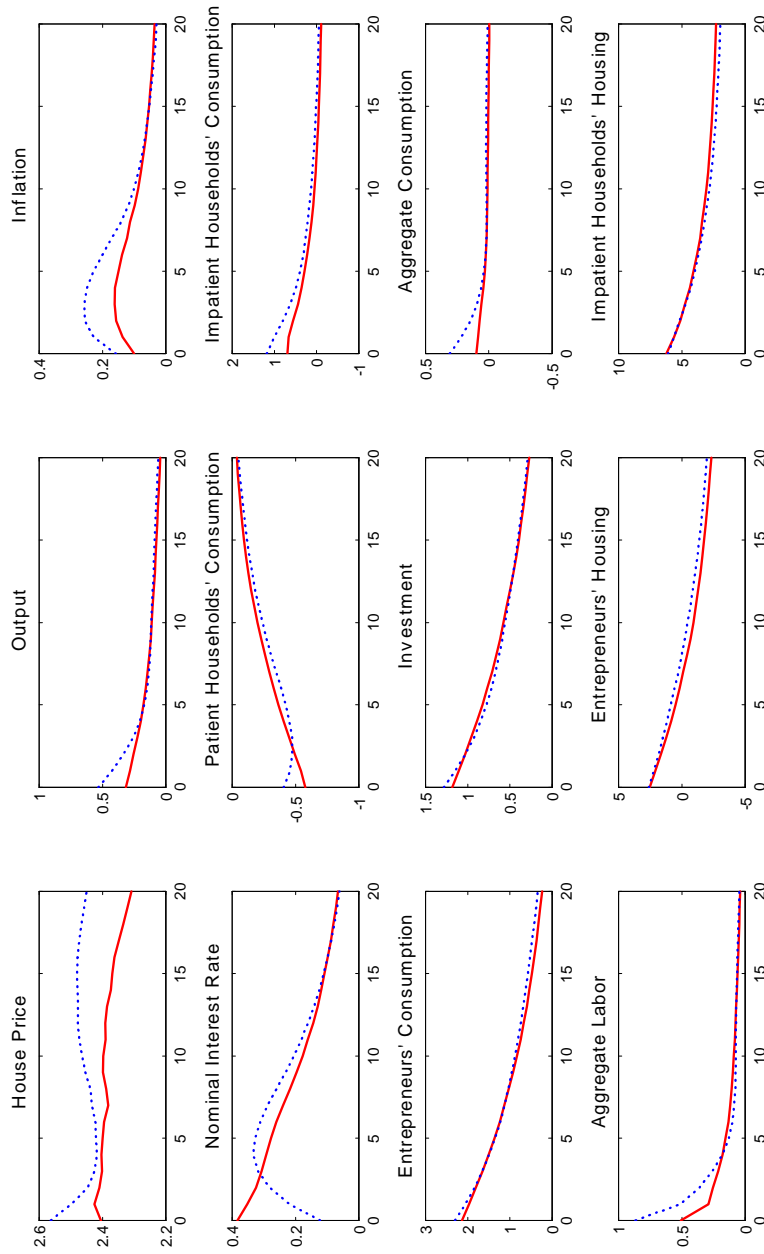 House Price
2.6
2.4
2.2
0 5 10 15 20
Output
1
0.5
0
0 5 10 15 20
Inflation
0.4
0.2
0
0 5 10 15 20
Nominal Interest Rate
0.4
0.2
0
0 5 10 15 20
Patient Households' Consumption
0
-0.5
-1
0 5 10 15 20
Impatient Households' Consumption
2
1
0
-1
0 5 10 15 20
Entrepreneurs' Consumption
3
2
1
0
0 5 10 15 20
Investment
1.5
1
0.5
0
0 5 10 15 20
Aggregate Consumption
0.5
0
-0.5
0 5 10 15 20
Aggregate Labor
1
0.5
0
0 5 10 15 20
Entrepreneurs' Housing
5
0
-5
0 5 10 15 20
Impatient Households' Housing
10
5
0
0 5 10 15 20